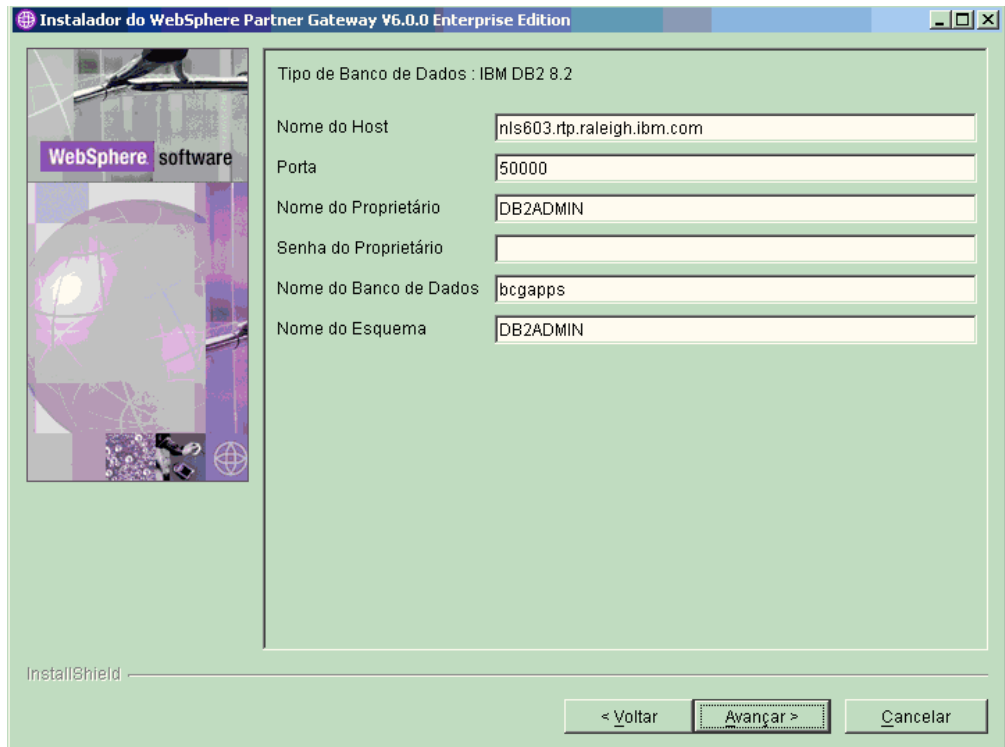 Instalador do WebSphere Partner Gateway V6.0.0 Enterprise Edition
WebSphere software
Tipo de Banco de Dados : IBM DB2 8.2
Nome do Host nls603.rtp.raleigh.ibm.com
Porta 50000
Nome do Proprietário DB2ADMIN
Senha do Proprietário
Nome do Banco de Dados bcgapps
Nome do Esquema DB2ADMIN
InstallShield
< Voltar Avançar > Cancelar